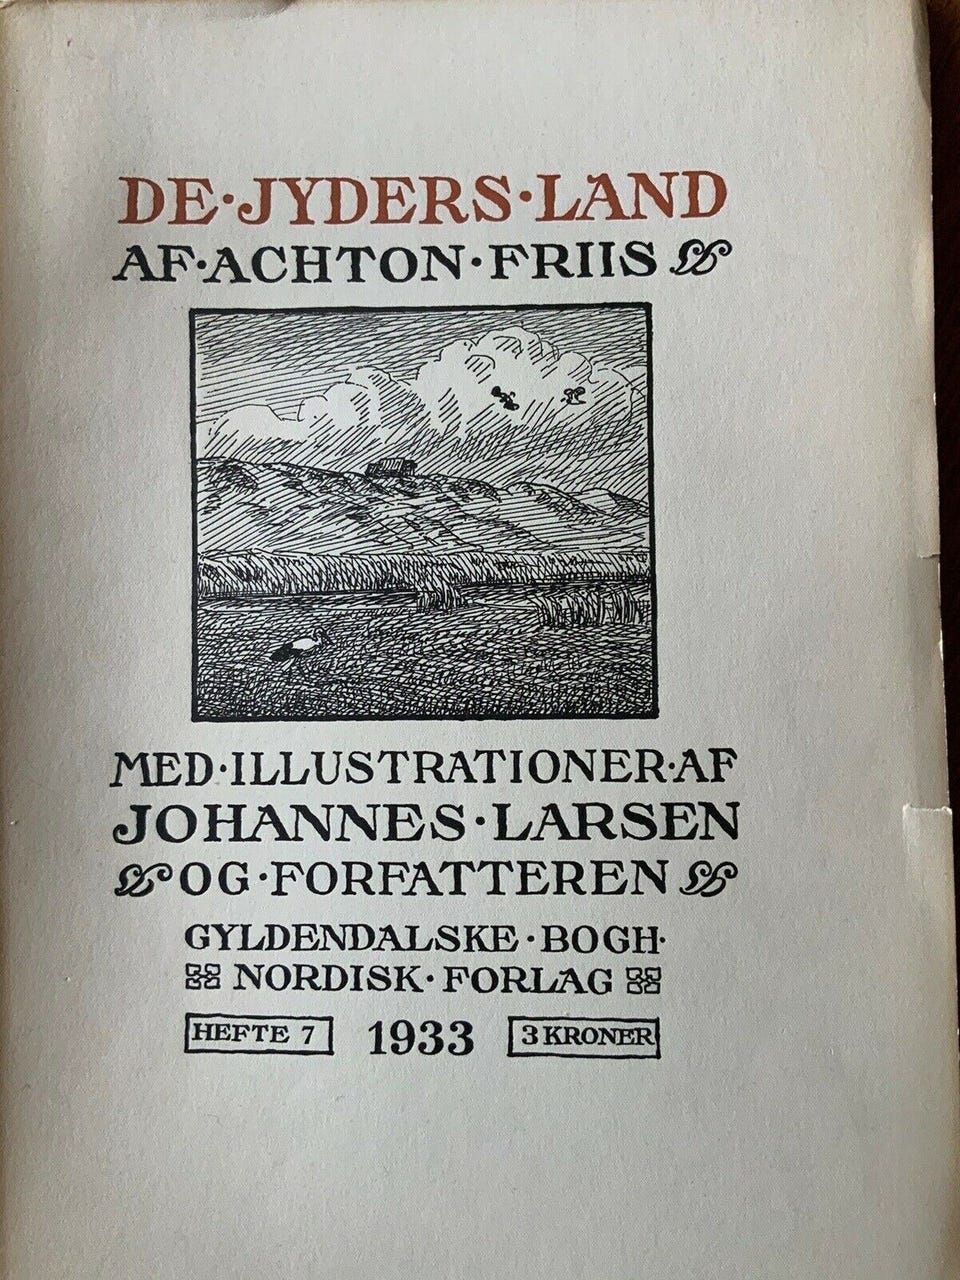 DE·JYDERS·LAND
AF·ACHTON·FRIIS
MED·ILLUSTRATIONER·AF
JOHANNES·LARSEN
OG·FORFATTEREN
GYLDENDALSKE·BOGH·
NORDISK·FORLAG
HEFTE 7 1933 3 KRONER